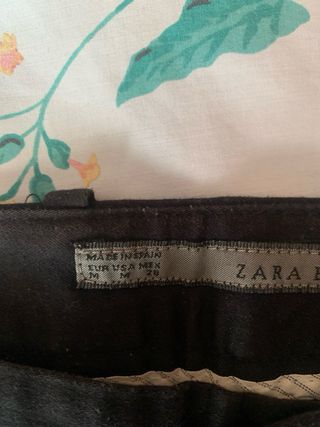 MADE IN SPAIN
EUR USA MEX
M M 28
ZARA